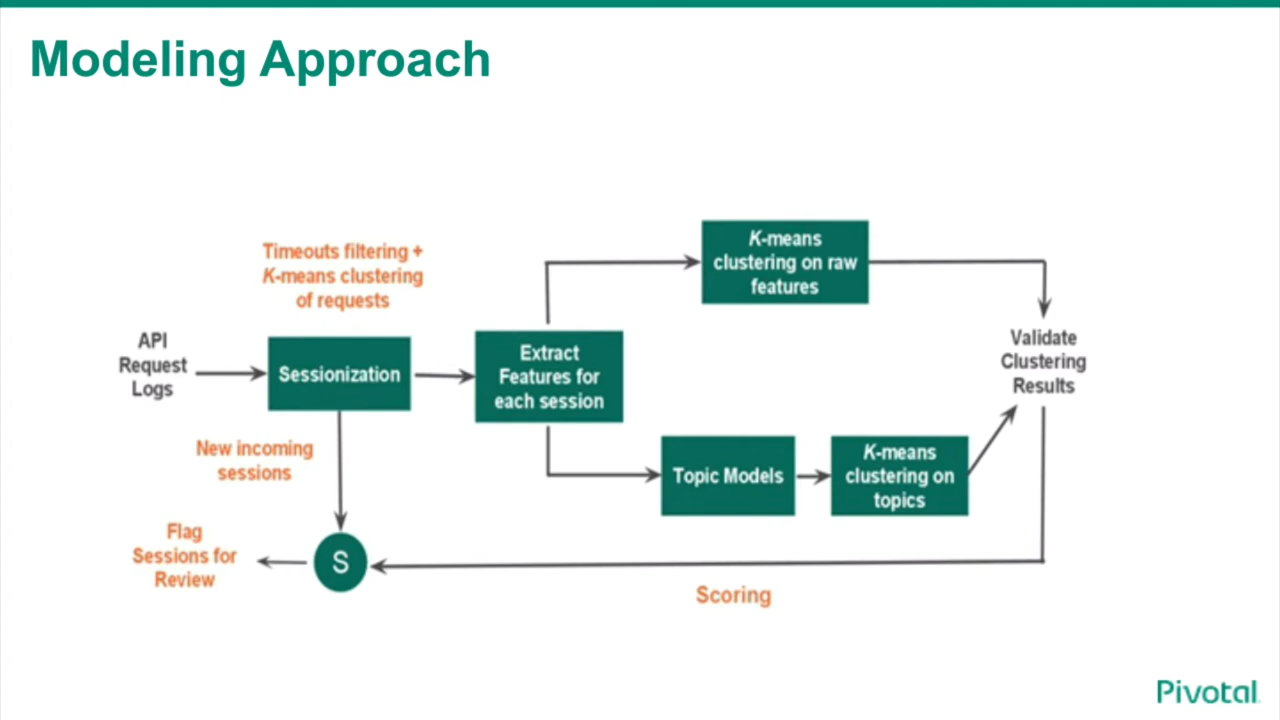 Modeling Approach
Timeouts filtering +
K-means clustering
of requests
API
Request
Logs
Sessionization
Extract
Features for
each session
K-means
clustering on raw
features
Topic Models
K-means
clustering on
topics
Validate
Clustering
Results
New incoming
sessions
Flag
Sessions for
Review
S
Scoring
Pivotal